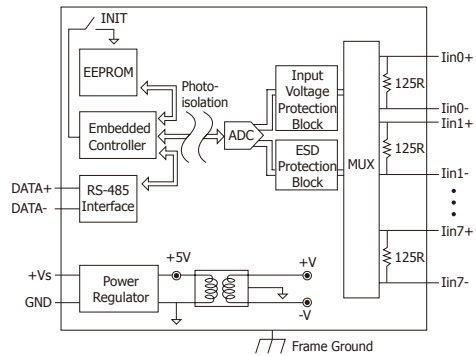 INIT
EEPROM
Photo-
isolation
Embedded
Controller
RS-485
Interface
DATA+
DATA-
ADC
Input
Voltage
Protection
Block
ESD
Protection
Block
MUX
Iin0+
125R
Iin0-
Iin1+
125R
Iin1-
Iin7+
125R
Iin7-
+Vs
GND
Power
Regulator
+5V
+V
-V
Frame Ground